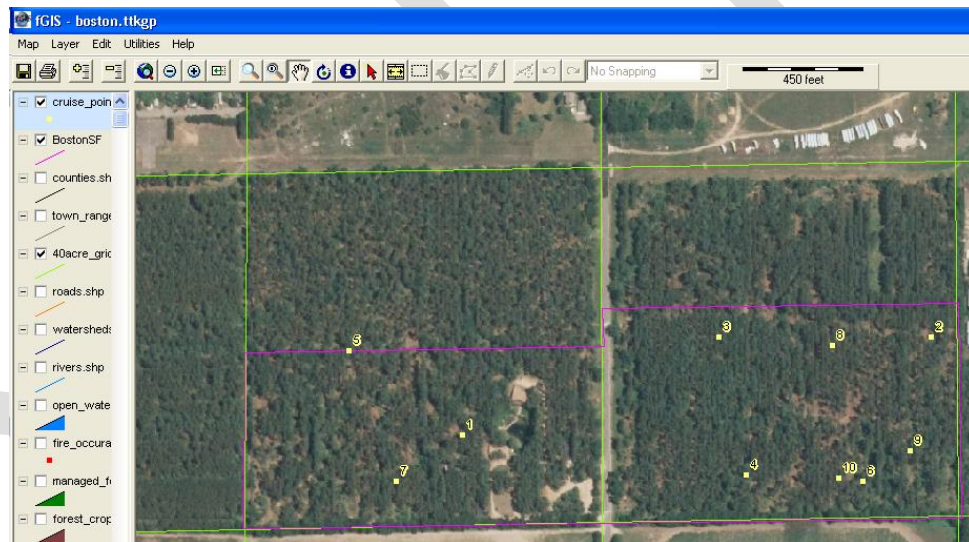 fGIS - boston.ttkgp
Map Layer Edit Utilities Help
No Snapping
450 feet
cruise_poin
BostonSF
counties.sh
town_range
40acre_gric
roads.shp
watersheds
rivers.shp
open_wate
fire_occura
managed_f
forest_crop
5
3
8
2
1
9
7
4
10
6